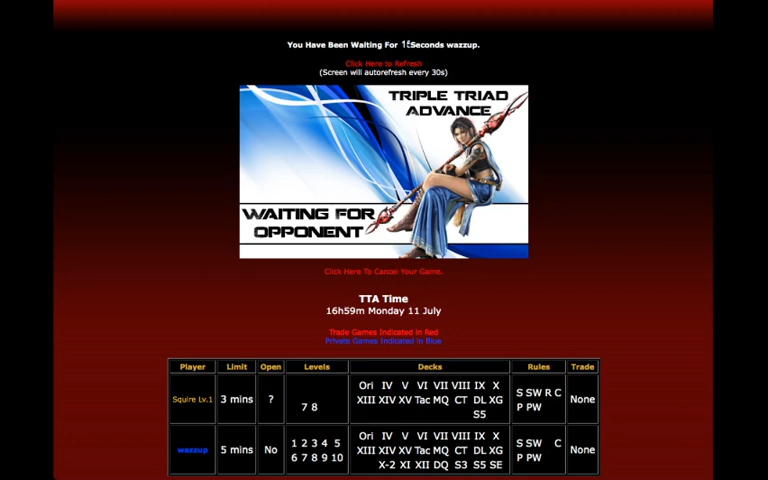 You Have Been Waiting For 15Seconds wazzup.
Click Here to Refresh
(Screen will autorefresh every 30s)
TRIPLE TRIAD
ADVANCE
WAITING FOR
OPPONENT
Click Here To Cancel Your Game.
TTA Time
16h59m Monday 11 July
Trade Games Indicated in Red
Private Games Indicated in Blue
Player Limit Open Levels Decks Rules Trade
Ori IV V VI VII VIII IX X
Squire Lv.1 3 mins ? 7 8 XIII XIV XV Tac MQ CT DL XG S SW R C None
S5 P PW
Ori IV V VI VII VIII IX X
wazzup 5 mins No 1 2 3 4 5 XIII XIV XV Tac MQ CT DL XG S SW C None
6 7 8 9 10 X-2 XI XII DQ S3 S5 SE P PW